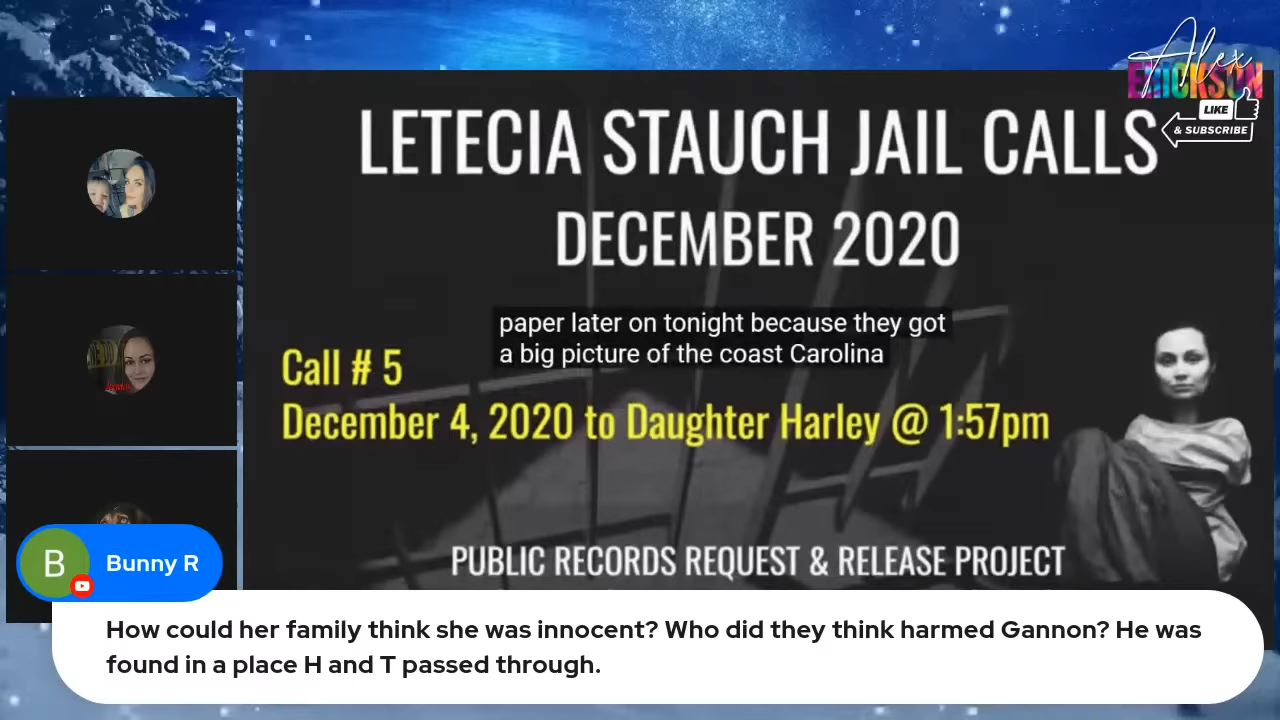 Alex
ERICKSON
LIKE
& SUBSCRIBE
LETECIA STAUCH JAIL CALLS
DECEMBER 2020
paper later on tonight because they got
a big picture of the coast Carolina
Call # 5
December 4, 2020 to Daughter Harley @ 1:57pm
PUBLIC RECORDS REQUEST & RELEASE PROJECT
B
Bunny R
How could her family think she was innocent? Who did they think harmed Gannon? He was
found in a place H and T passed through.